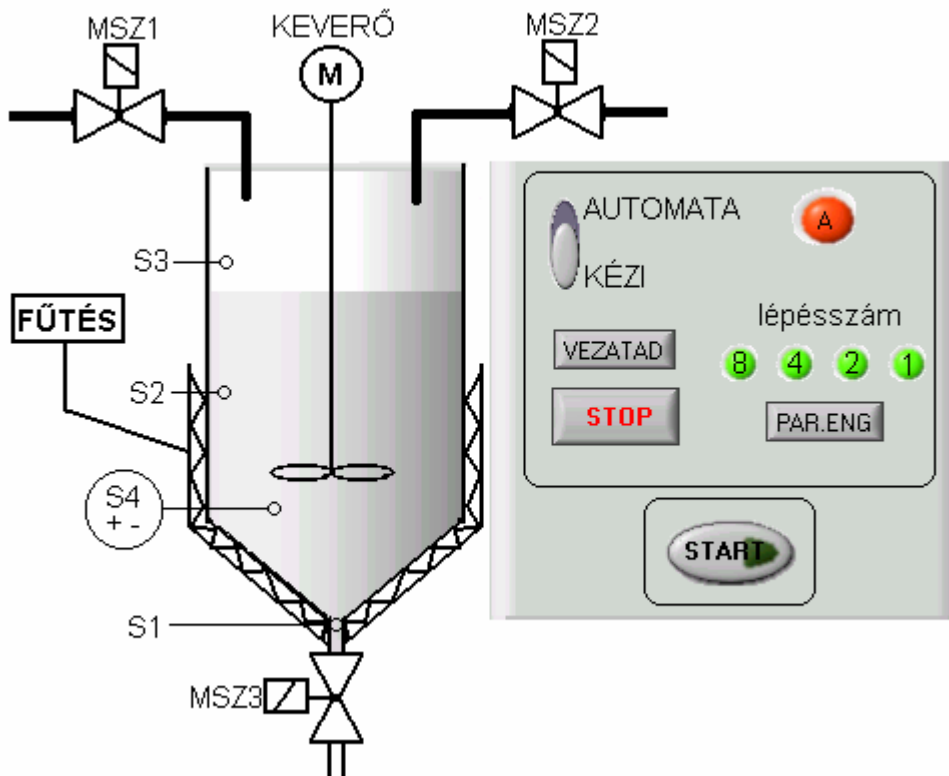 MSZ1
KEVERŐ
MSZ2
M
S3
FŰTÉS
S2
S4
+ -
S1
MSZ3
AUTOMATA
A
KÉZI
lépésszám
VEZATAD
8 4 2 1
STOP
PAR.ENG
START